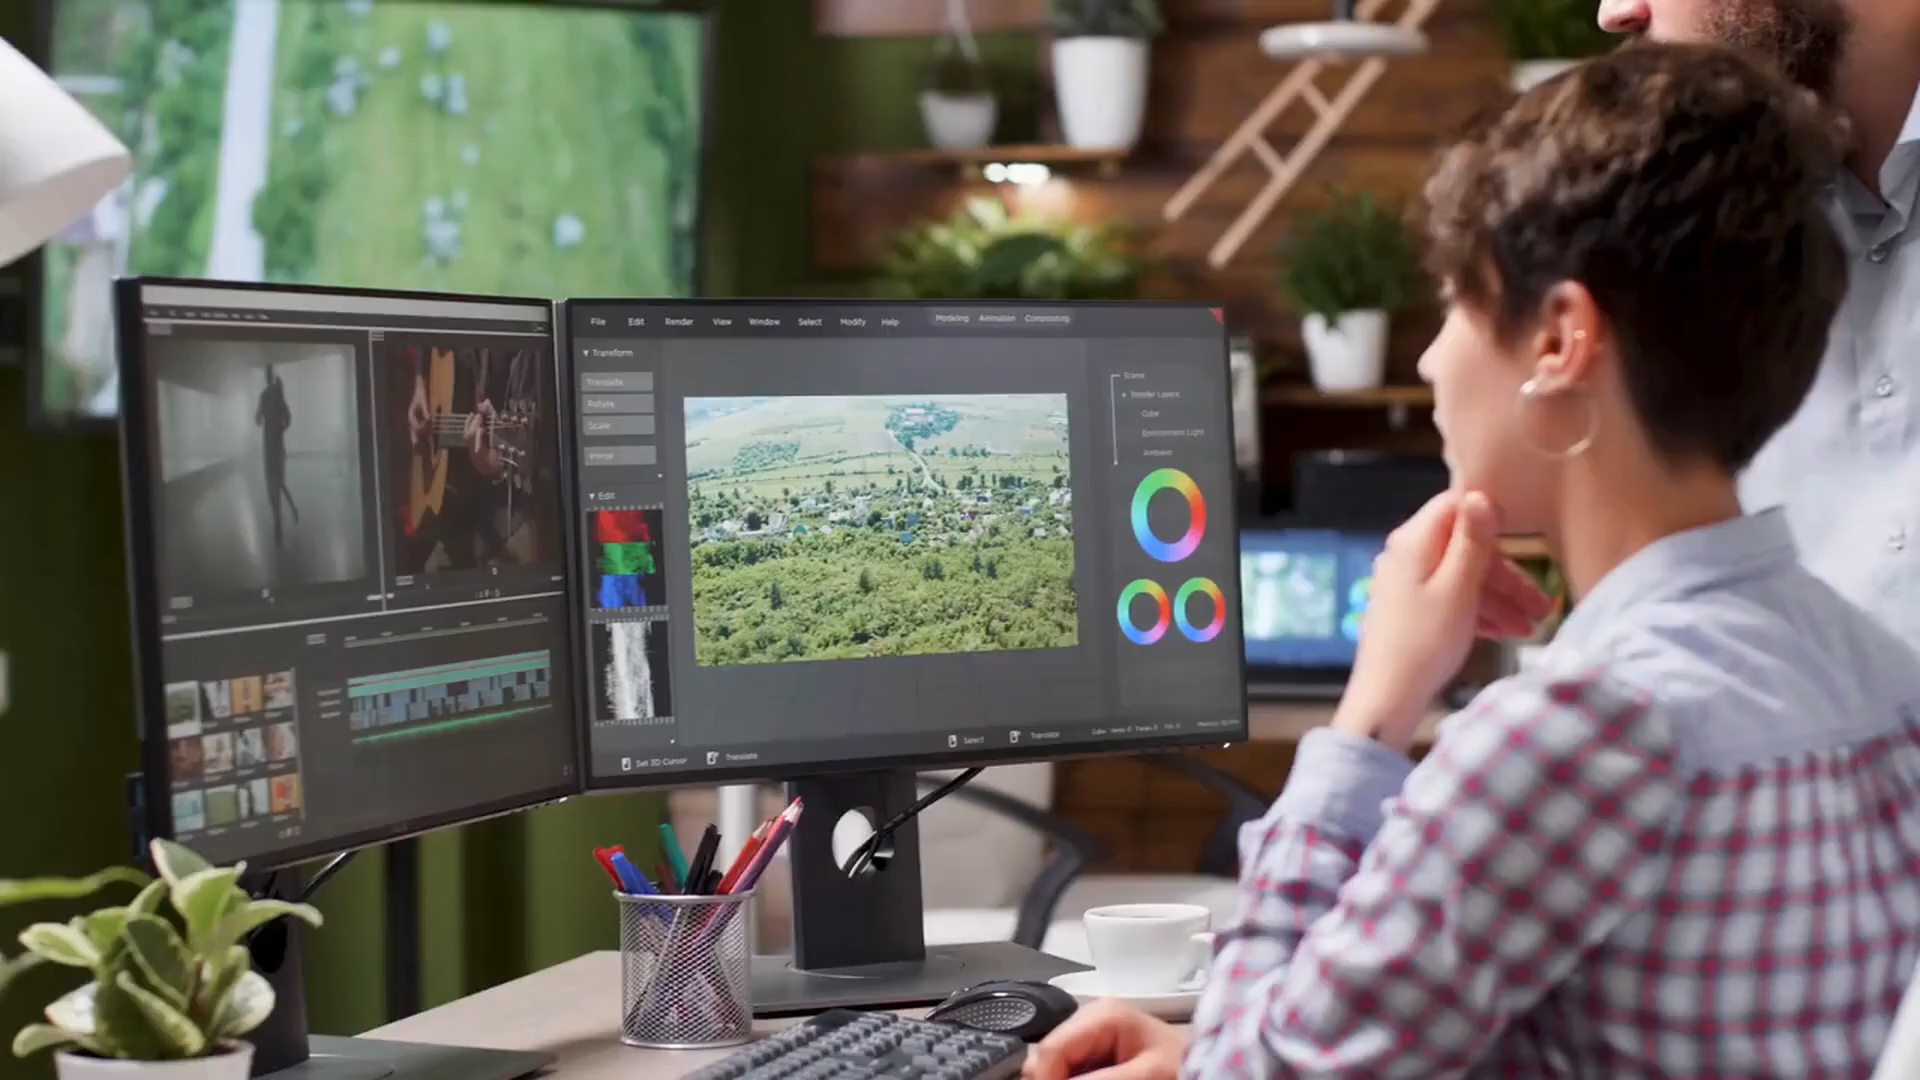 File Edit Render View Window Select Modify Help Modeling Animation Compositing
Transform
Translate
Rotate
Scale
Mirror
Edit
Scene
Render Layers
Cube
Environment Light
Ambient
Set 3D Cursor Translate Select Translate